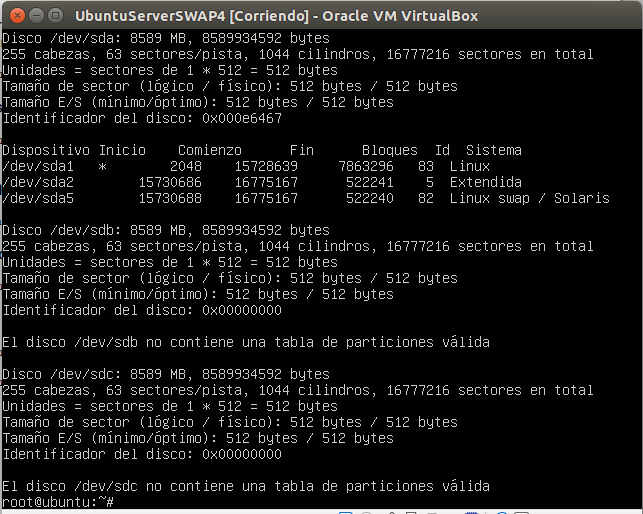 UbuntuServerSWAP4 [Corriendo] - Oracle VM VirtualBox
Disco /dev/sda: 8589 MB, 8589934592 bytes
255 cabezas, 63 sectores/pista, 1044 cilindros, 16777216 sectores en total
Unidades = sectores de 1 * 512 = 512 bytes
Tamaño de sector (lógico / físico): 512 bytes / 512 bytes
Tamaño E/S (mínimo/óptimo): 512 bytes / 512 bytes
Identificador del disco: 0x000e6467
Dispositivo Inicio    Comienzo      Fin      Bloques  Id  Sistema
/dev/sda1   *        2048    15728639     7863296   83  Linux
/dev/sda2        15730686    16775167      522241    5  Extendida
/dev/sda5        15730688    16775167      522240   82  Linux swap / Solaris
Disco /dev/sdb: 8589 MB, 8589934592 bytes
255 cabezas, 63 sectores/pista, 1044 cilindros, 16777216 sectores en total
Unidades = sectores de 1 * 512 = 512 bytes
Tamaño de sector (lógico / físico): 512 bytes / 512 bytes
Tamaño E/S (mínimo/óptimo): 512 bytes / 512 bytes
Identificador del disco: 0x00000000
El disco /dev/sdb no contiene una tabla de particiones válida
Disco /dev/sdc: 8589 MB, 8589934592 bytes
255 cabezas, 63 sectores/pista, 1044 cilindros, 16777216 sectores en total
Unidades = sectores de 1 * 512 = 512 bytes
Tamaño de sector (lógico / físico): 512 bytes / 512 bytes
Tamaño E/S (mínimo/óptimo): 512 bytes / 512 bytes
Identificador del disco: 0x00000000
El disco /dev/sdc no contiene una tabla de particiones válida
root@ubuntu:~#